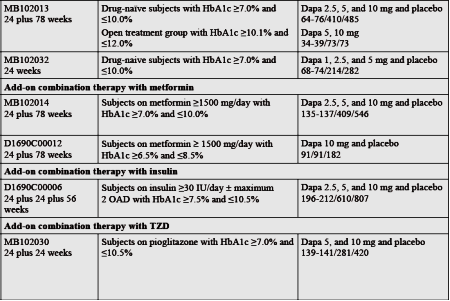 MB102013
24 plus 78 weeks
Drug-naïve subjects with HbA1c ≥7.0% and
≤10.0%
Open treatment group with HbA1c ≥10.1% and
≤12.0%
Dapa 2.5, 5, and 10 mg and placebo
64-76/410/485
Dapa 5, 10 mg
34-39/73/73
MB102032
24 weeks
Drug-naive subjects with HbA1c ≥7.0% and
≤10.0%
Dapa 1, 2.5, and 5 mg and placebo
68-74/214/282
Add-on combination therapy with metformin
MB102014
24 plus 78 weeks
Subjects on metformin ≥1500 mg/day with
HbA1c ≥7.0% and ≤10.0%
Dapa 2.5, 5, and 10 mg and placebo
135-137/409/546
D1690C00012
24 plus 78 weeks
Subjects on metformin ≥ 1500 mg/day with
HbA1c ≥6.5% and ≤8.5%
Dapa 10 mg and placebo
91/91/182
Add-on combination therapy with insulin
D1690C00006
24 plus 24 plus 56
weeks
Subjects on insulin ≥30 IU/day ± maximum
2 OAD with HbA1c ≥7.5% and ≤10.5%
Dapa 2.5, 5, and 10 mg and placebo
196-212/610/807
Add-on combination therapy with TZD
MB102030
24 plus 24 weeks
Subjects on pioglitazone with HbA1c ≥7.0% and
≤10.5%
Dapa 5, and 10 mg and placebo
139-141/281/420